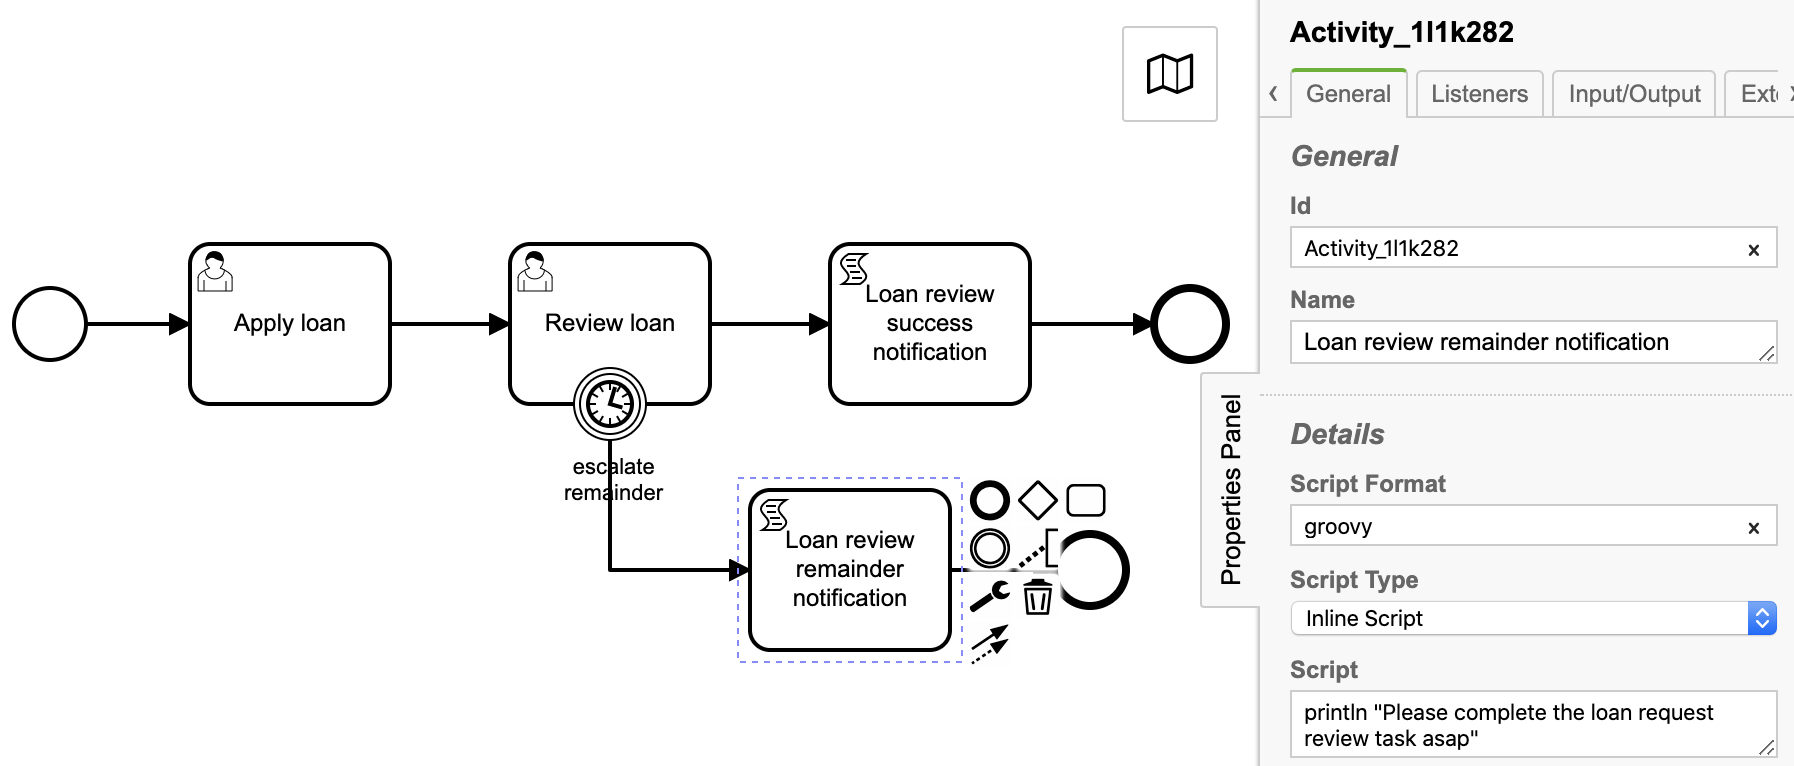 Apply loan
Review loan
Loan review
success
notification
escalate
remainder
Loan review
remainder
notification
Properties Panel
Activity_1l1k282
General
Listeners
Input/Output
Exte
General
Id
Activity_1l1k282
Name
Loan review remainder notification
Details
Script Format
groovy
Script Type
Inline Script
Script
println "Please complete the loan request
review task asap"